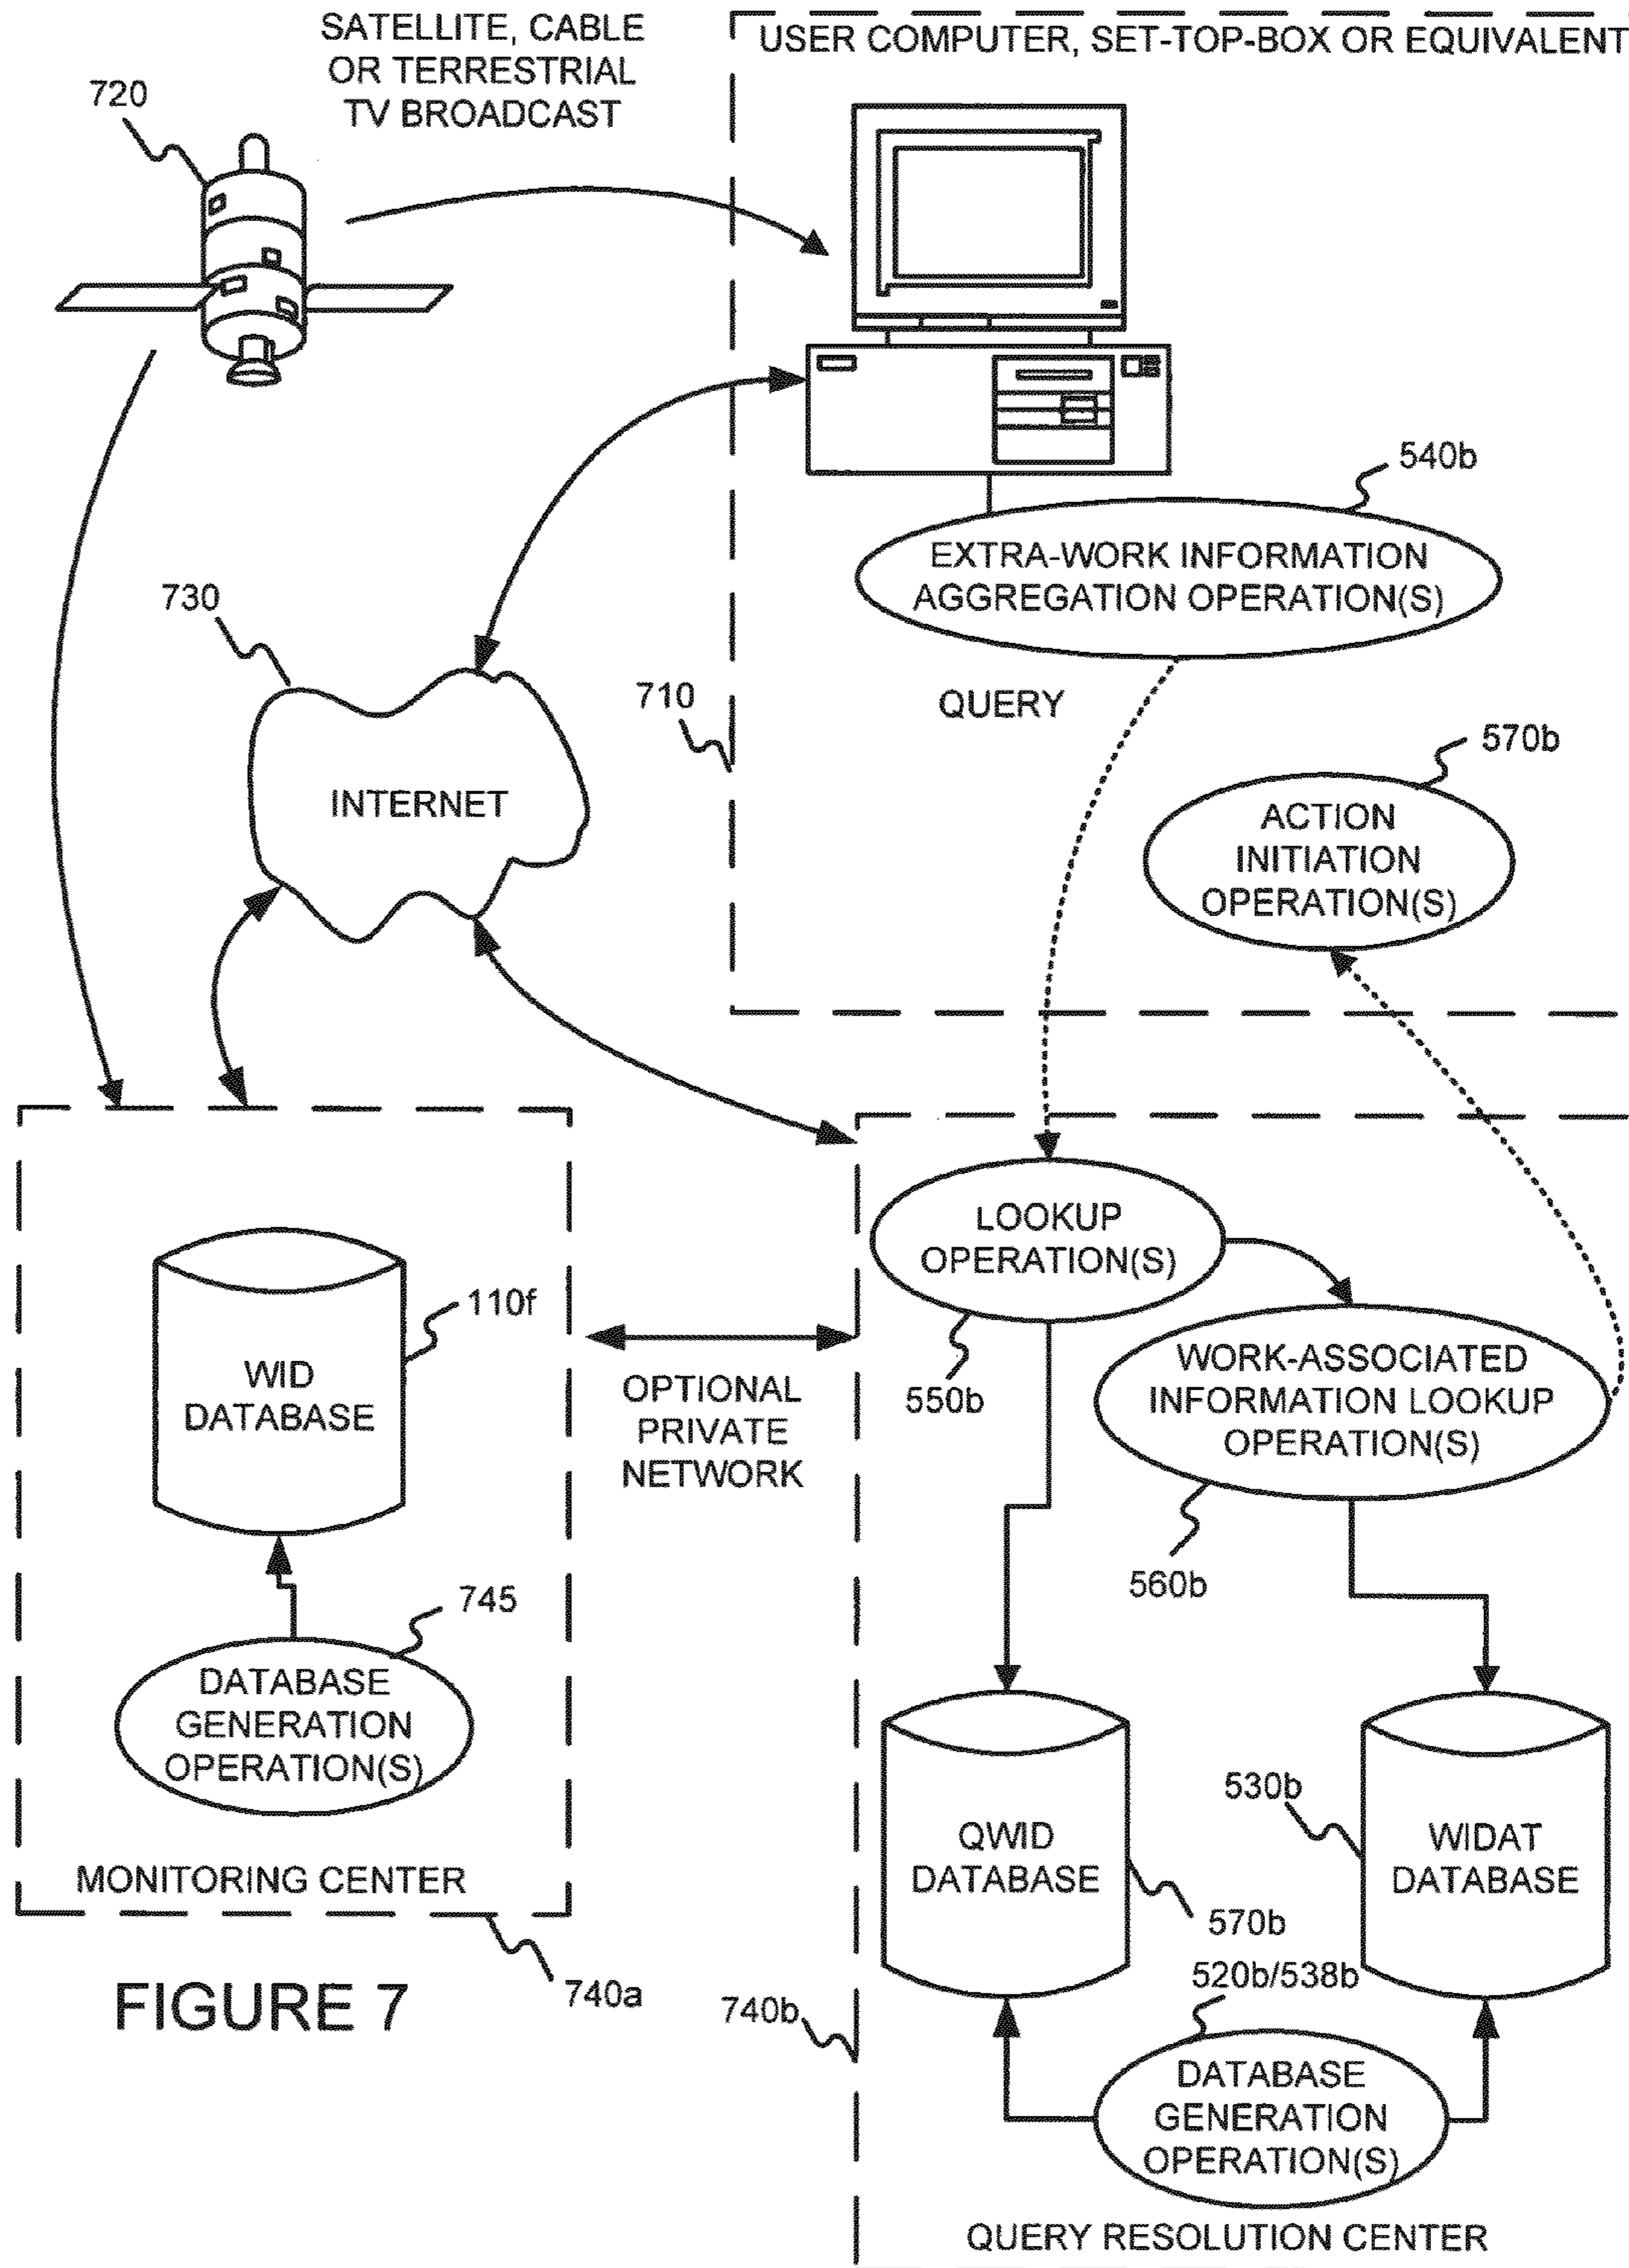 SATELLITE, CABLE
OR TERRESTRIAL
TV BROADCAST
720
USER COMPUTER, SET-TOP-BOX OR EQUIVALENT
540b
EXTRA-WORK INFORMATION
AGGREGATION OPERATION(S)
730
710
QUERY
570b
INTERNET
ACTION
INITIATION
OPERATION(S)
LOOKUP
OPERATION(S)
110f
WID
DATABASE
OPTIONAL
PRIVATE
NETWORK
550b
WORK-ASSOCIATED
INFORMATION LOOKUP
OPERATION(S)
560b
745
DATABASE
GENERATION
OPERATION(S)
530b
QWID
DATABASE
WIDAT
DATABASE
MONITORING CENTER
570b
740a
FIGURE 7
740b
520b/538b
DATABASE
GENERATION
OPERATION(S)
QUERY RESOLUTION CENTER